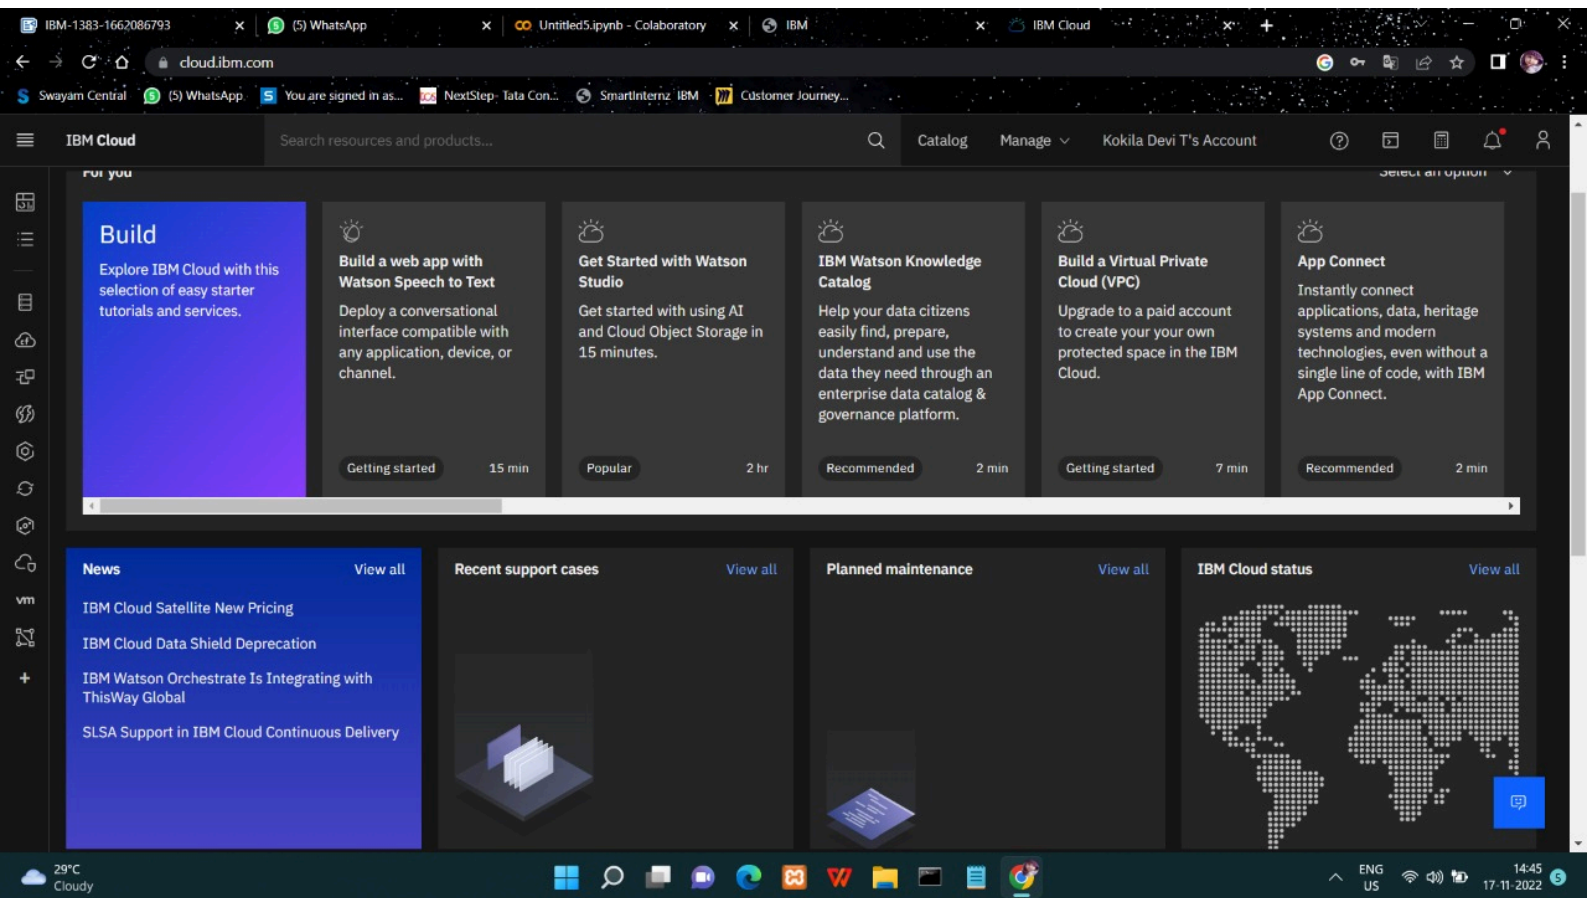 IBM-1383-1662086793
(5) WhatsApp
Untitled5.ipynb - Colaboratory
IBM
IBM Cloud
cloud.ibm.com
Swayam Central
(5) WhatsApp
You are signed in as...
NextStep- Tata Con...
SmartInternz IBM
Customer Journey...
IBM Cloud
Search resources and products...
Catalog
Manage
Kokila Devi T's Account
For you
Select an option
Build
Explore IBM Cloud with this
selection of easy starter
tutorials and services.
Build a web app with
Watson Speech to Text
Deploy a conversational
interface compatible with
any application, device, or
channel.
Getting started 15 min
Get Started with Watson
Studio
Get started with using AI
and Cloud Object Storage in
15 minutes.
Popular 2 hr
IBM Watson Knowledge
Catalog
Help your data citizens
easily find, prepare,
understand and use the
data they need through an
enterprise data catalog &
governance platform.
Recommended 2 min
Build a Virtual Private
Cloud (VPC)
Upgrade to a paid account
to create your your own
protected space in the IBM
Cloud.
Getting started 7 min
App Connect
Instantly connect
applications, data, heritage
systems and modern
technologies, even without a
single line of code, with IBM
App Connect.
Recommended 2 min
vm
News View all
IBM Cloud Satellite New Pricing
IBM Cloud Data Shield Deprecation
IBM Watson Orchestrate Is Integrating with
ThisWay Global
SLSA Support in IBM Cloud Continuous Delivery
Recent support cases View all
Planned maintenance View all
IBM Cloud status View all
29°C
Cloudy
ENG
US
14:45
17-11-2022
5